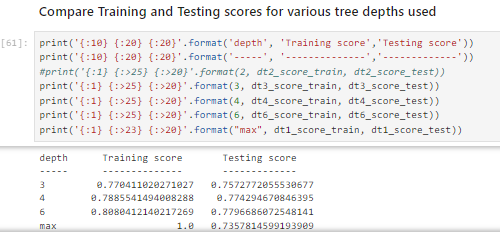 Compare Training and Testing scores for various tree depths used
[61]: print('{:10} {:20} {:20}'.format('depth', 'Training score','Testing score'))
print('{:10} {:20} {:20}'.format('-----', '--------------','-------------'))
#print('{:1} {:>25} {:>20}'.format(2, dt2_score_train, dt2_score_test))
print('{:1} {:>25} {:>20}'.format(3, dt3_score_train, dt3_score_test))
print('{:1} {:>25} {:>20}'.format(4, dt4_score_train, dt4_score_test))
print('{:1} {:>25} {:>20}'.format(6, dt6_score_train, dt6_score_test))
print('{:1} {:>23} {:>20}'.format("max", dt1_score_train, dt1_score_test))
depth Training score Testing score
----- -------------- -------------
3 0.770411020271027 0.7572772055530677
4 0.7885541494008288 0.774294670846395
6 0.8080412140217269 0.7796686072548141
max 1.0 0.7357814599193909